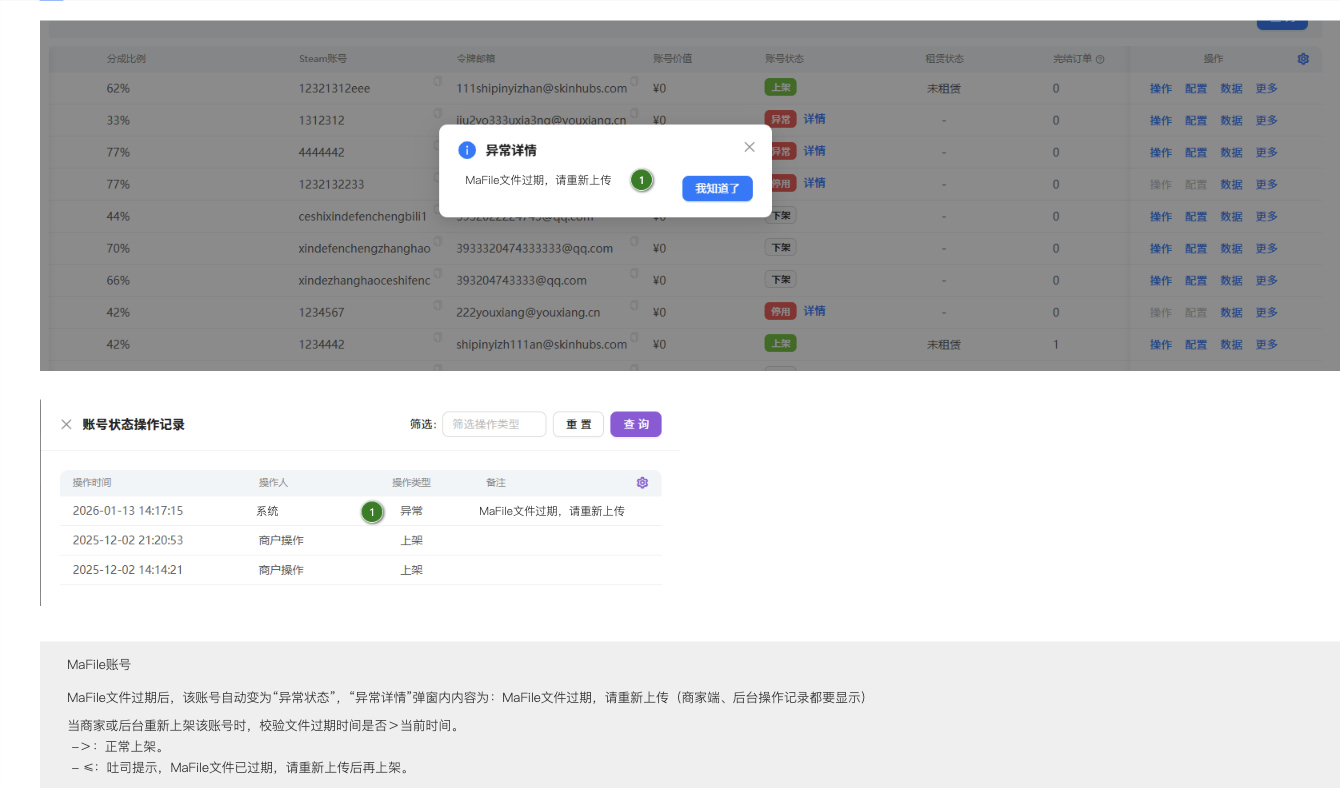 分成比例 Steam账号 令牌邮箱 账号价值 账号状态 租赁状态 完结订单 操作
62% 12321312eee 111shipinyizhan@skinhubs.com ¥0 上架 未租赁 0 操作 配置 数据 更多
33% 1312312 jiu2yo333uxia3ng@youxiang.cn ¥0 异常 详情 - 0 操作 配置 数据 更多
77% 4444442 异常 详情 - 0 操作 配置 数据 更多
77% 1232132233 停用 详情 - 0 操作 配置 数据 更多
44% ceshixindefenchengbili1 ¥0 下架 - 0 操作 配置 数据 更多
异常详情
MaFile文件过期，请重新上传 1
我知道了
70% xindefenchengzhanghao 3933320474333333@qq.com ¥0 下架 - 0 操作 配置 数据 更多
66% xindezhanghaoceshifenc 393204743333@qq.com ¥0 下架 - 0 操作 配置 数据 更多
42% 1234567 222youxiang@youxiang.cn ¥0 停用 详情 - 0 操作 配置 数据 更多
42% 1234442 shipinyizh111an@skinhubs.com ¥0 上架 未租赁 1 操作 配置 数据 更多
账号状态操作记录 筛选: 筛选操作类型 重 置 查 询
操作时间 操作人 操作类型 备注
2026-01-13 14:17:15 系统 1 异常 MaFile文件过期，请重新上传
2025-12-02 21:20:53 商户操作 上架
2025-12-02 14:14:21 商户操作 上架
MaFile账号
MaFile文件过期后，该账号自动变为“异常状态”，“异常详情”弹窗内内容为：MaFile文件过期，请重新上传（商家端、后台操作记录都要显示）
当商家或后台重新上架该账号时，校验文件过期时间是否＞当前时间。
–＞：正常上架。
– ≤：吐司提示，MaFile文件已过期，请重新上传后再上架。